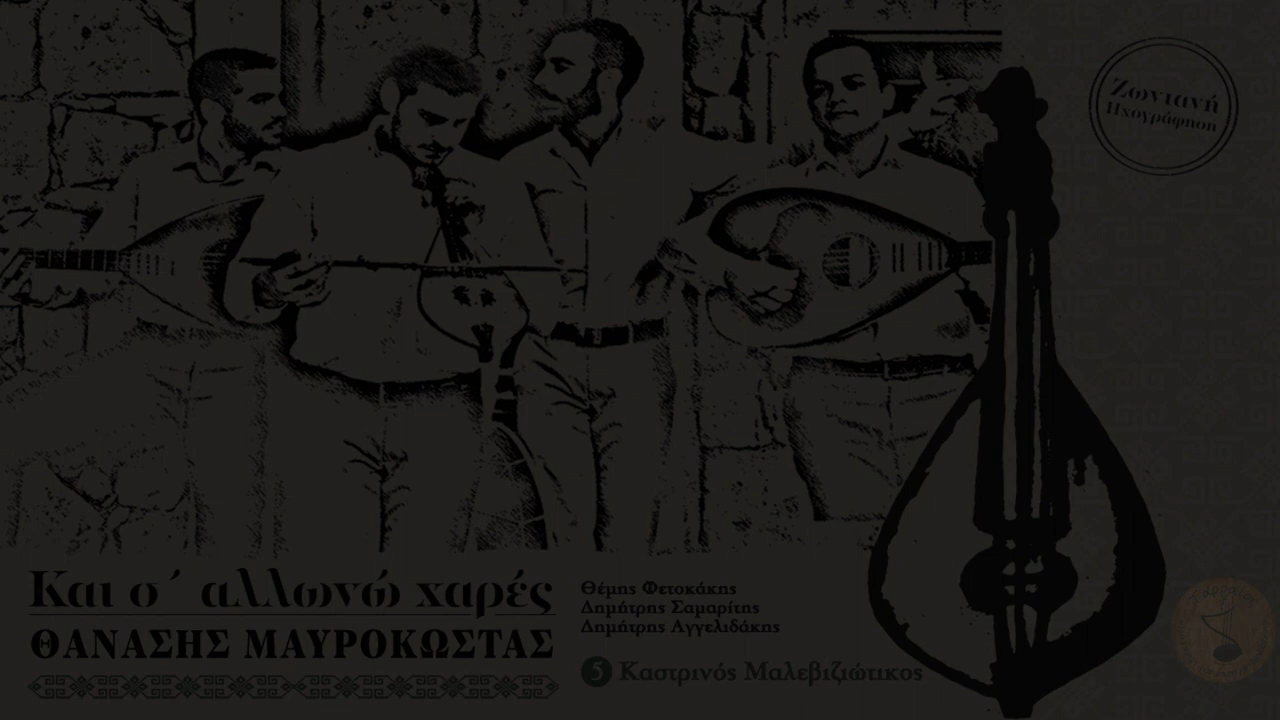 Ζωντανή
Ηχογράφηση
Και σ΄ αλλωνώ χαρές
ΘΑΝΑΣΗΣ ΜΑΥΡΟΚΩΣΤΑΣ
Θέμης Φετοκάκης
Δημήτρης Σαμαρίτης
Δημήτρης Αγγελιδάκης
5 Καστρινός Μαλεβιζιώτικος